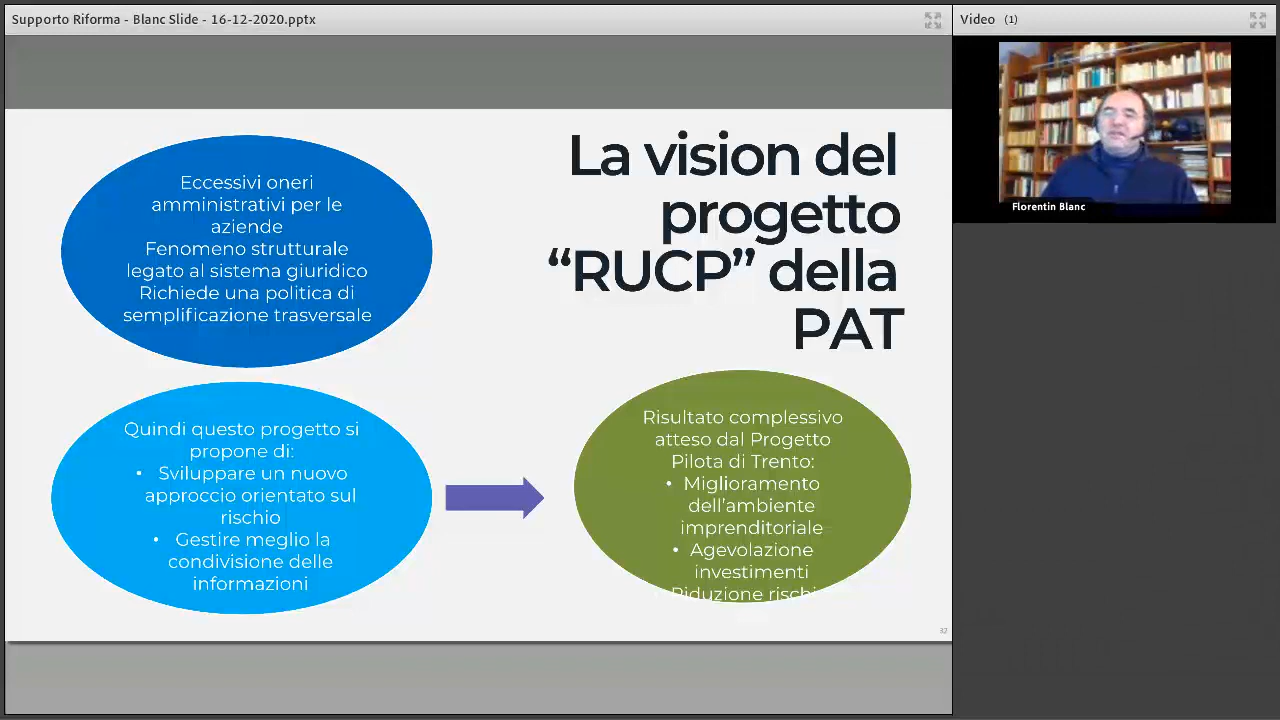 Supporto Riforma - Blanc Slide - 16-12-2020.pptx
Video (1)
Florentin Blanc
La vision del
progetto
“RUCP” della
PAT
Eccessivi oneri
amministrativi per le
aziende
Fenomeno strutturale
legato al sistema giuridico
Richiede una politica di
semplificazione trasversale
Quindi questo progetto si
propone di:
• Sviluppare un nuovo
approccio orientato sul
rischio
• Gestire meglio la
condivisione delle
informazioni
Risultato complessivo
atteso dal Progetto
Pilota di Trento:
• Miglioramento
dell’ambiente
imprenditoriale
• Agevolazione
investimenti
Riduzione rischi
32